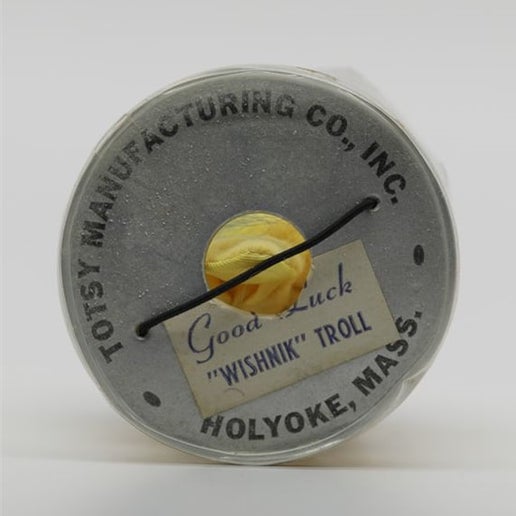 TOTSY MANUFACTURING CO., INC.
Good Luck
"WISHNIK" TROLL
HOLYOKE, MASS.